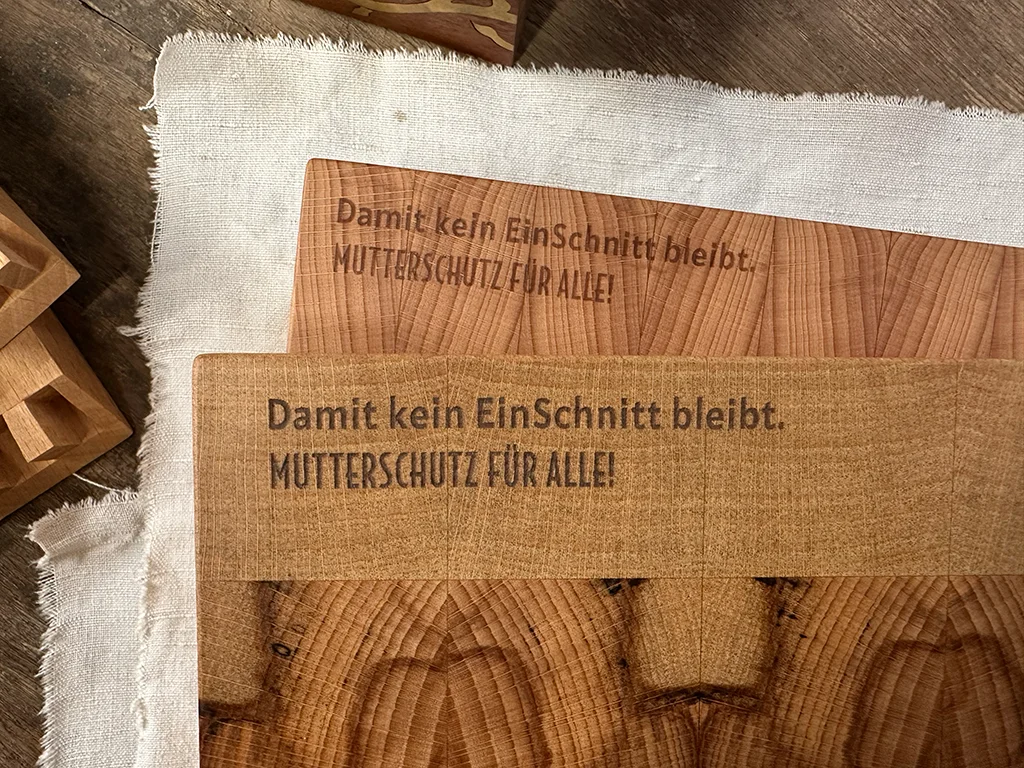 Damit kein EinSchnitt bleibt.
MUTTERSCHUTZ FÜR ALLE!
Damit kein EinSchnitt bleibt.
MUTTERSCHUTZ FÜR ALLE!